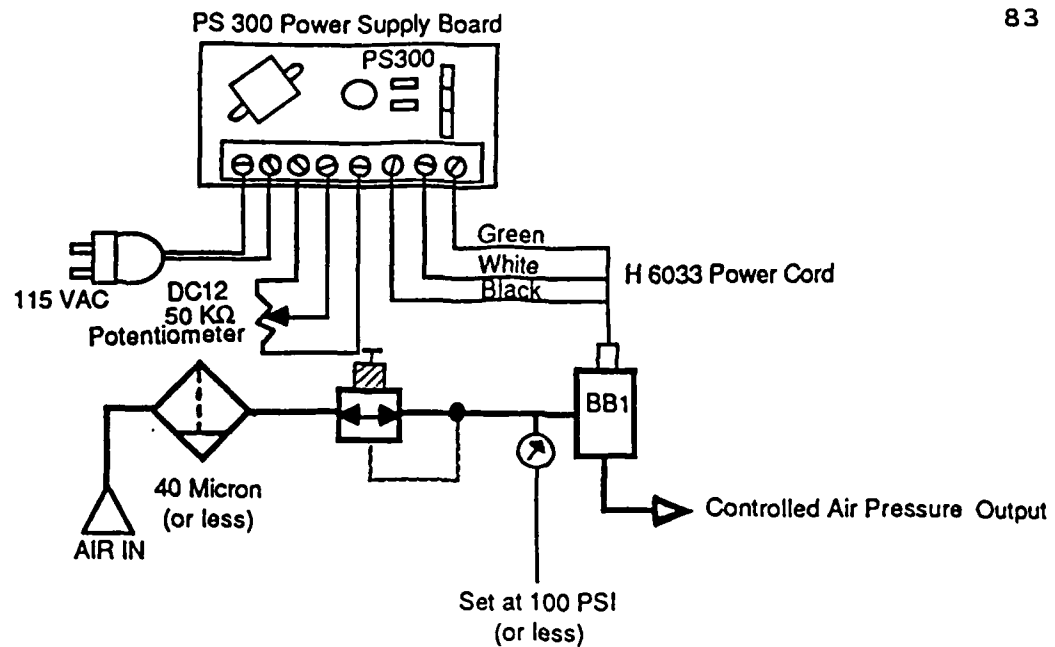 83
PS 300 Power Supply Board
PS300
Green
White
Black
H 6033 Power Cord
115 VAC
DC12
50 KΩ
Potentiometer
BB1
40 Micron
(or less)
AIR IN
Controlled Air Pressure Output
Set at 100 PSI
(or less)